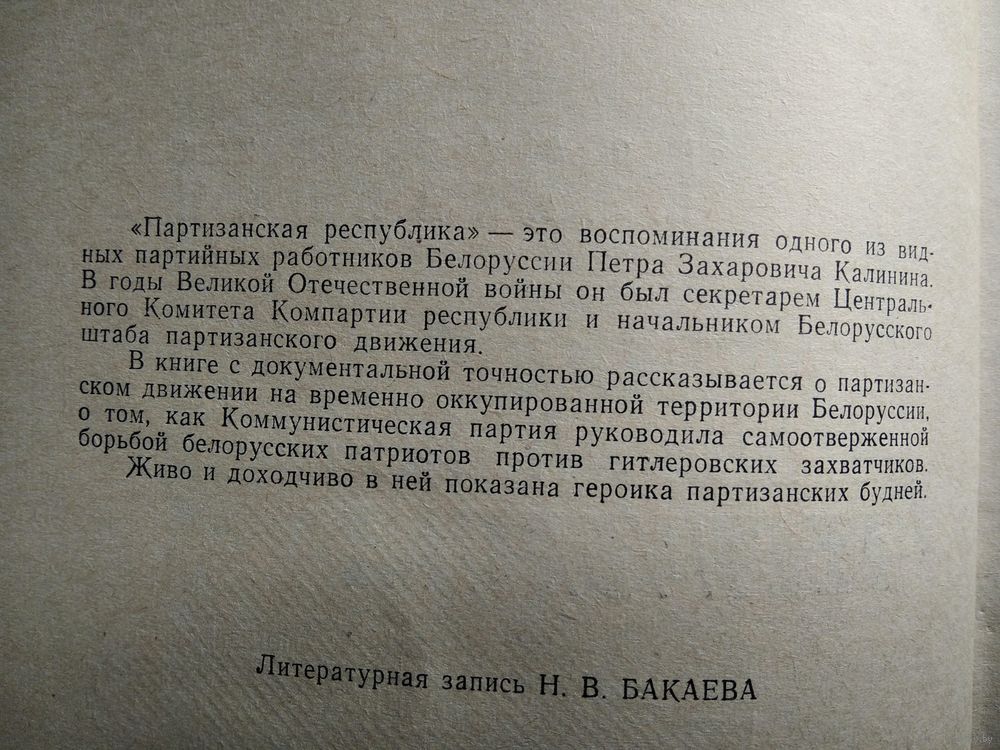 «Партизанская республика» — это воспоминания одного из вид-
ных партийных работников Белоруссии Петра Захаровича Калинина.
В годы Великой Отечественной войны он был секретарем Централь-
ного Комитета Компартии республики и начальником Белорусского
штаба партизанского движения.
В книге с документальной точностью рассказывается о партизан-
ском движении на временно оккупированной территории Белоруссии,
о том, как Коммунистическая партия руководила самоотверженной
борьбой белорусских патриотов против гитлеровских захватчиков.
Живо и доходчиво в ней показана героика партизанских будней.
Литературная запись Н. В. БАКАЕВА